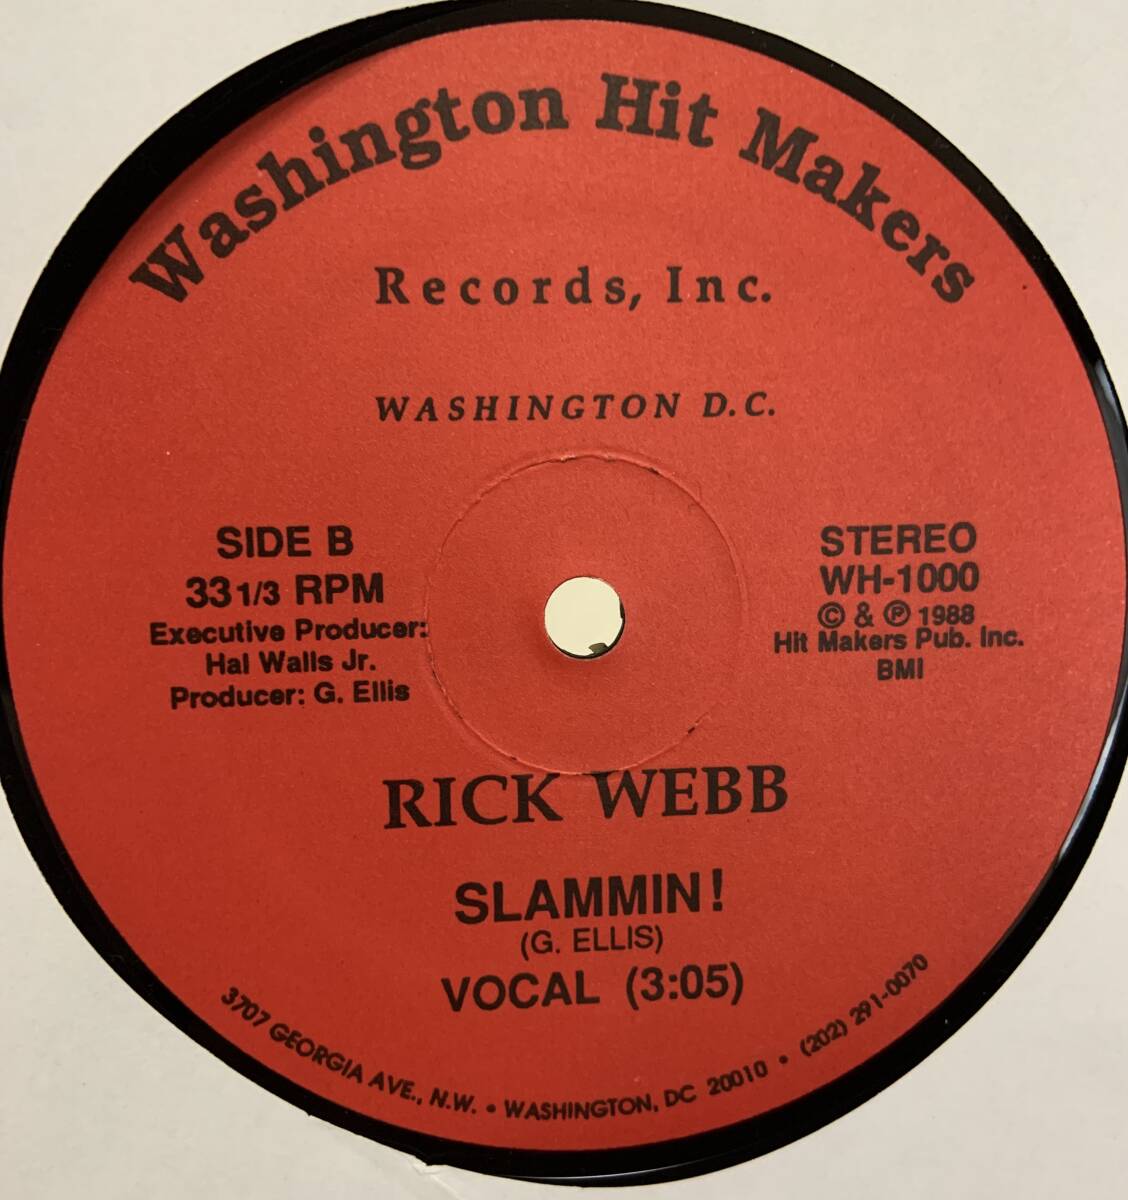 Washington Hit Makers
Records, Inc.
WASHINGTON D.C.
SIDE B
33 1/3 RPM
Executive Producer:
Hal Walls Jr.
Producer: G. Ellis
STEREO
WH-1000
© & ℗ 1988
Hit Makers Pub. Inc.
BMI
RICK WEBB
SLAMMIN!
(G. ELLIS)
VOCAL (3:05)
3707 GEORGIA AVE., N.W. • WASHINGTON, DC 20010 • (202) 291-0070